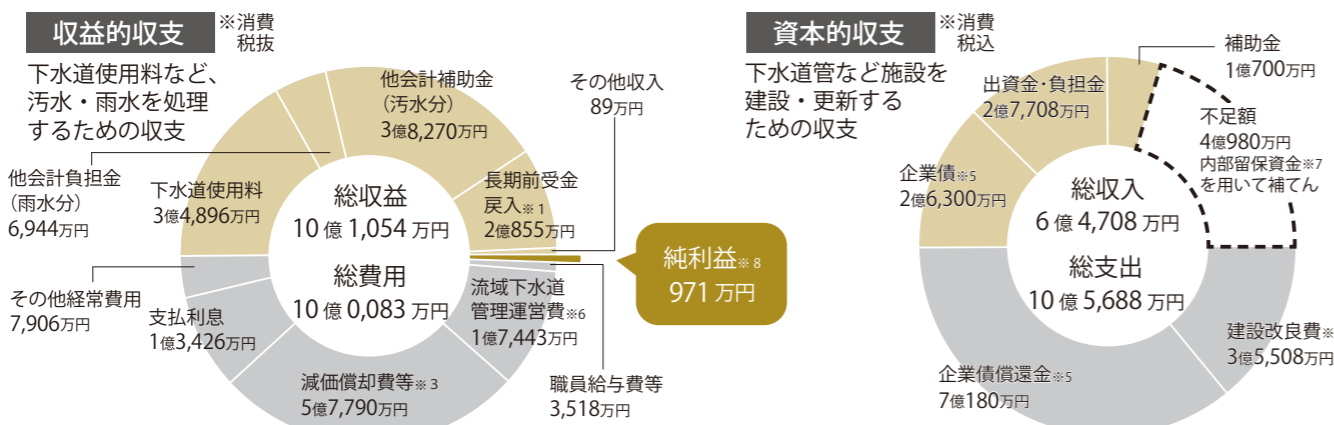 収益的収支
※消費
税抜
下水道使用料など、
汚水・雨水を処理
するための収支
他会計補助金
(汚水分)
3億8,270万円
その他収入
89万円
他会計負担金
(雨水分)
6,944万円
下水道使用料
3億4,896万円
長期前受金
戻入※1
2億855万円
総収益
10億1,054万円
総費用
10億0,083万円
純利益※8
971万円
その他経常費用
7,906万円
支払利息
1億3,426万円
流域下水道
管理運営費※6
1億7,443万円
減価償却費等※3
5億7,790万円
職員給与費等
3,518万円
資本的収支
※消費
税込
下水道管など施設を
建設・更新する
ための収支
補助金
1億700万円
出資金・負担金
2億7,708万円
不足額
4億980万円
内部留保資金※7
を用いて補てん
企業債※5
2億6,300万円
総収入
6億4,708万円
総支出
10億5,688万円
建設改良費※
3億5,508万円
企業債償還金※5
7億180万円